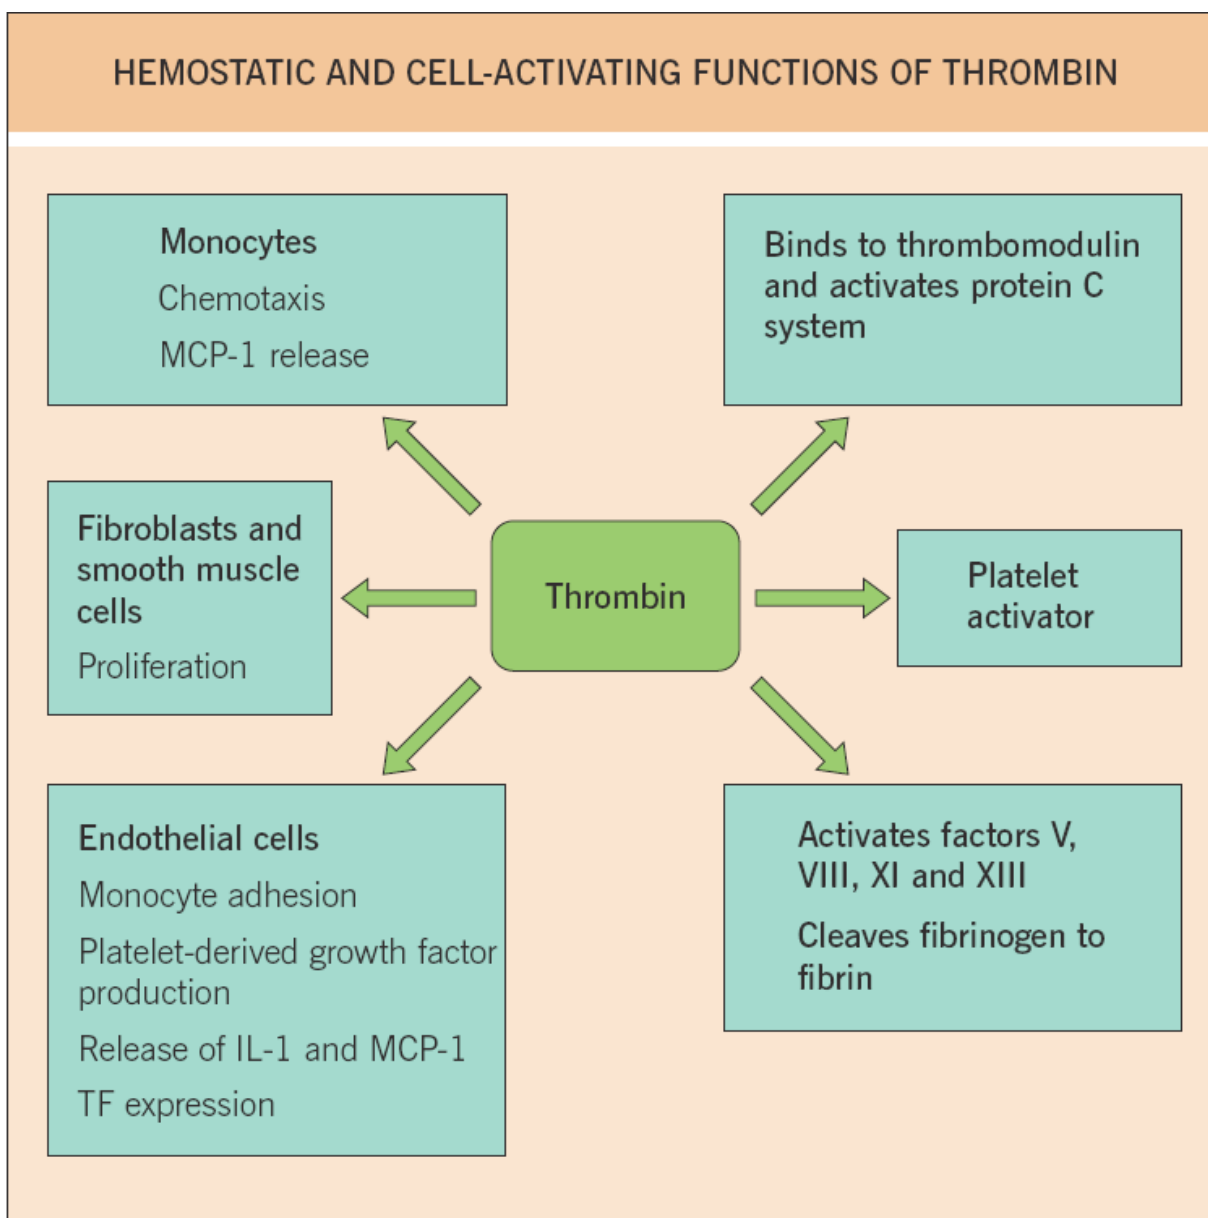 HEMOSTATIC AND CELL-ACTIVATING FUNCTIONS OF THROMBIN
Monocytes
Chemotaxis
MCP-1 release
Binds to thrombomodulin
and activates protein C
system
Fibroblasts and
smooth muscle
cells
Proliferation
Thrombin
Platelet
activator
Endothelial cells
Monocyte adhesion
Platelet-derived growth factor
production
Release of IL-1 and MCP-1
TF expression
Activates factors V,
VIII, XI and XIII
Cleaves fibrinogen to
fibrin